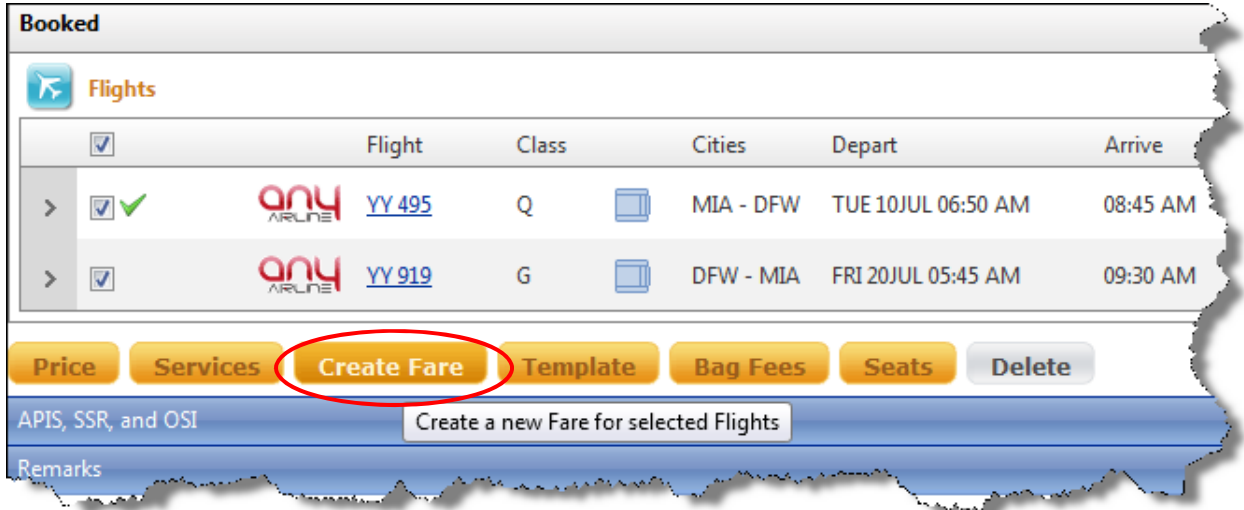 Booked
Flights
Flight Class Cities Depart Arrive
any AIRLINE YY 495 Q MIA - DFW TUE 10JUL 06:50 AM 08:45 AM
any AIRLINE YY 919 G DFW - MIA FRI 20JUL 05:45 AM 09:30 AM
Price Services Create Fare Template Bag Fees Seats Delete
APIS, SSR, and OSI
Create a new Fare for selected Flights
Remarks